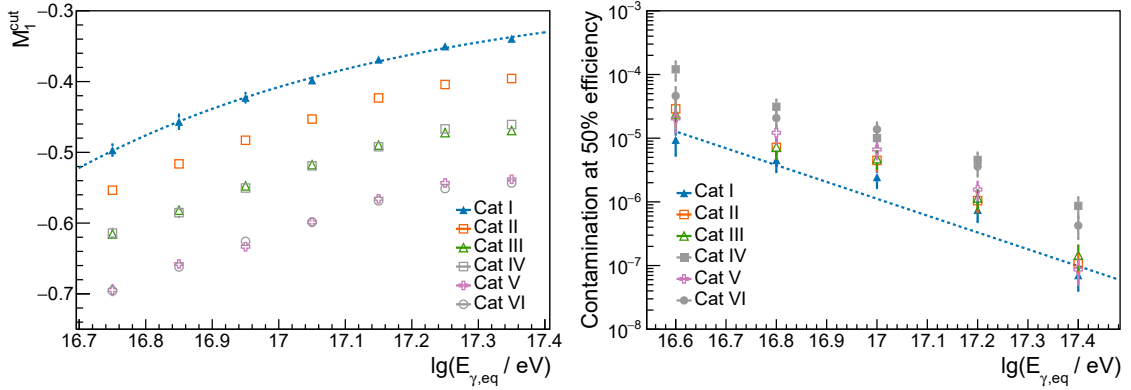 M₁ᶜᵘᵗ
−0.3
−0.4
−0.5
−0.6
−0.7
Cat I
Cat II
Cat III
Cat IV
Cat V
Cat VI
16.7 16.8 16.9 17 17.1 17.2 17.3 17.4
lg(E_γ,eq / eV)
Contamination at 50% efficiency
10⁻³
10⁻⁴
10⁻⁵
10⁻⁶
10⁻⁷
10⁻⁸
Cat I
Cat II
Cat III
Cat IV
Cat V
Cat VI
16.6 16.7 16.8 16.9 17 17.1 17.2 17.3 17.4
lg(E_γ,eq / eV)